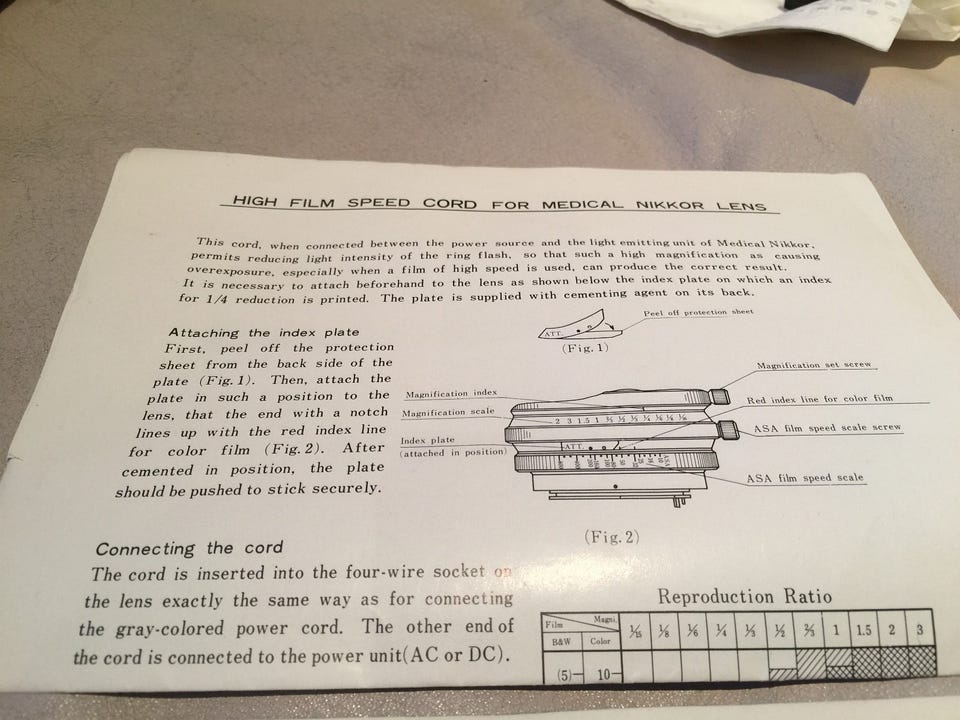 HIGH FILM SPEED CORD FOR MEDICAL NIKKOR LENS
This cord, when connected between the power source and the light emitting unit of Medical Nikkor,
permits reducing light intensity of the ring flash, so that such a high magnification as causing
overexposure, especially when a film of high speed is used, can produce the correct result.
It is necessary to attach beforehand to the lens as shown below the index plate on which an index
for 1/4 reduction is printed. The plate is supplied with cementing agent on its back.
Attaching the index plate
First, peel off the protection
sheet from the back side of the
plate (Fig. 1). Then, attach the
plate in such a position to the
lens, that the end with a notch
lines up with the red index line
for color film (Fig. 2). After
cemented in position, the plate
should be pushed to stick securely.
ATT.
Peel off protection sheet
(Fig. 1)
Magnification set screw
Magnification index
Red index line for color film
Magnification scale
2 3 1.5 1
ASA film speed scale screw
Index plate
(attached in position)
ATT.
ASA film speed scale
(Fig. 2)
Connecting the cord
The cord is inserted into the four-wire socket on
the lens exactly the same way as for connecting
the gray-colored power cord. The other end of
the cord is connected to the power unit(AC or DC).
Reproduction Ratio
Film Magni. 1/15 1/8 1/6 1/4 1/3 1/2 2/3 1 1.5 2 3
B&W Color
(5) 10